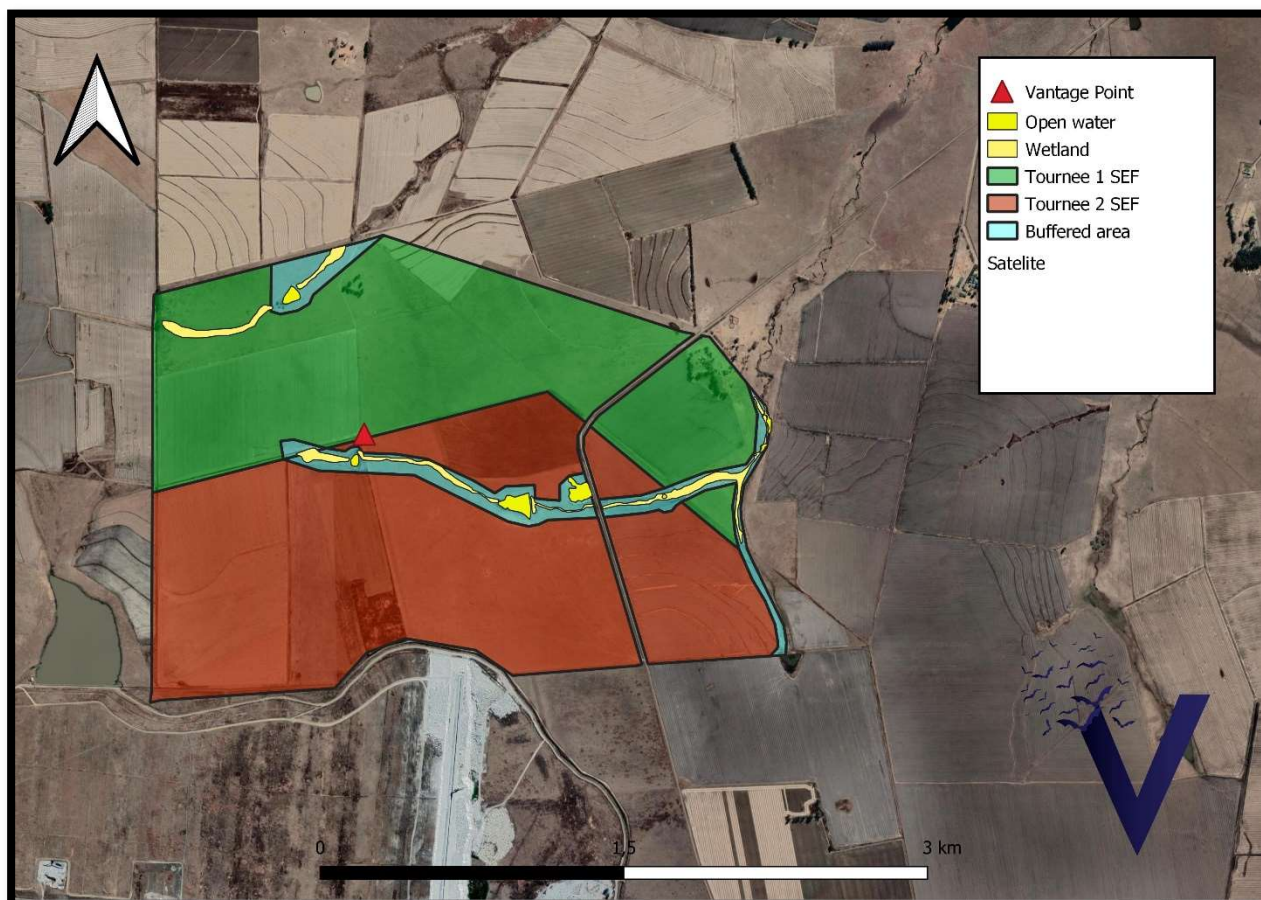 Vantage Point
Open water
Wetland
Tournee 1 SEF
Tournee 2 SEF
Buffered area
Satelite
0 1,5 3 km
V